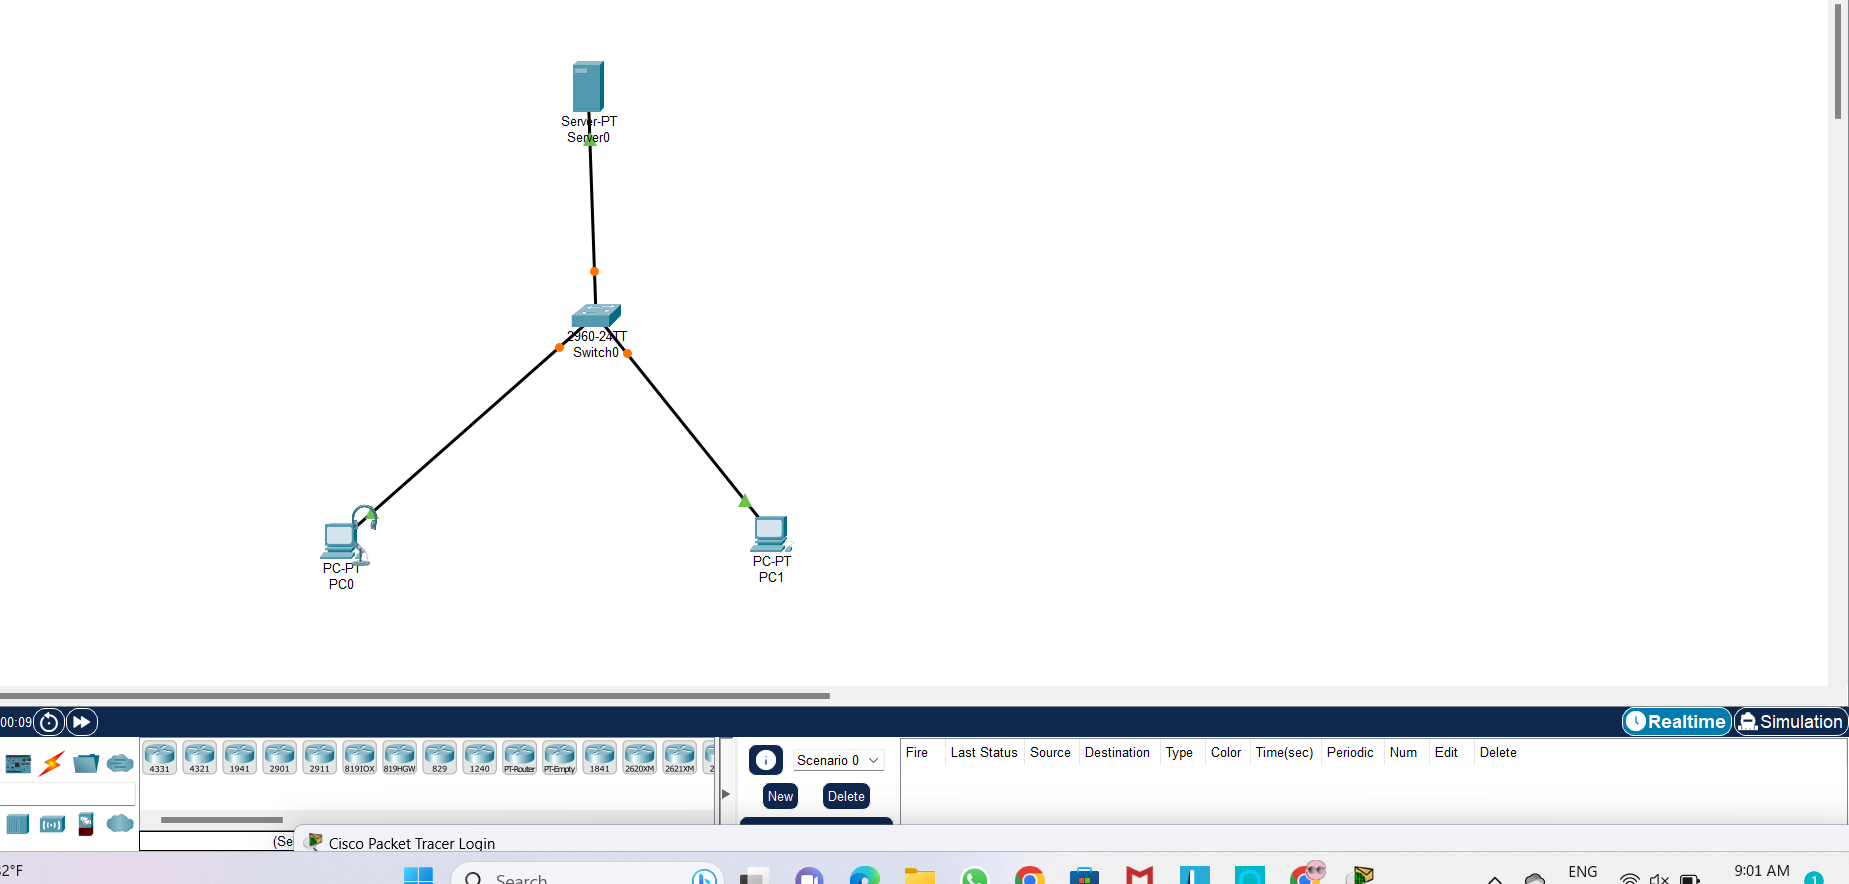 Server-PT
Server0
2960-24TT
Switch0
PC-PT
PC0
PC-PT
PC1
00:09
Realtime
Simulation
4331
4321
1941
2901
2911
819IOX
819HGW
829
1240
PT-Router
PT-Empty
1841
2620XM
2621XM
2
Scenario 0
New
Delete
Fire Last Status Source Destination Type Color Time(sec) Periodic Num Edit Delete
(Se
Cisco Packet Tracer Login
2°F
Search
ENG
9:01 AM
1